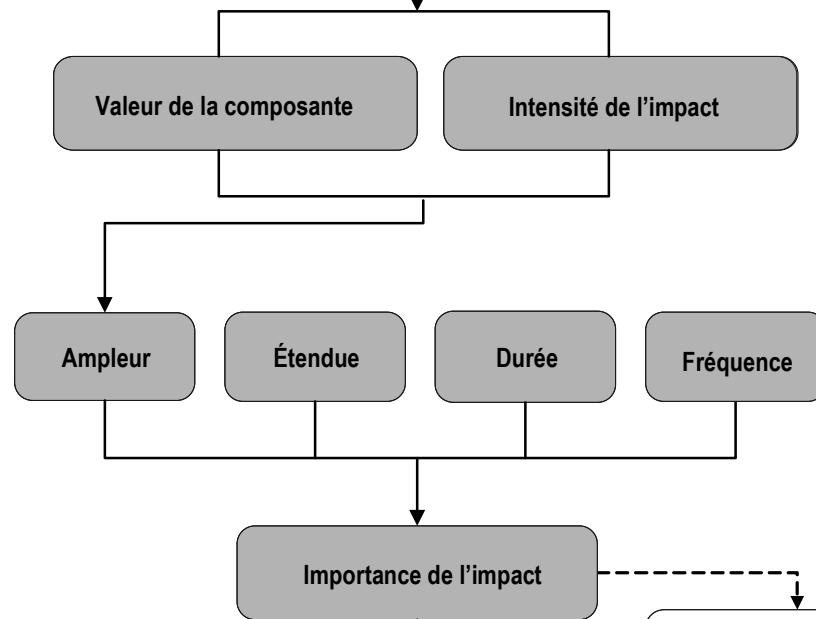 Valeur de la composante
Intensité de l’impact
Ampleur
Étendue
Durée
Fréquence
Importance de l’impact